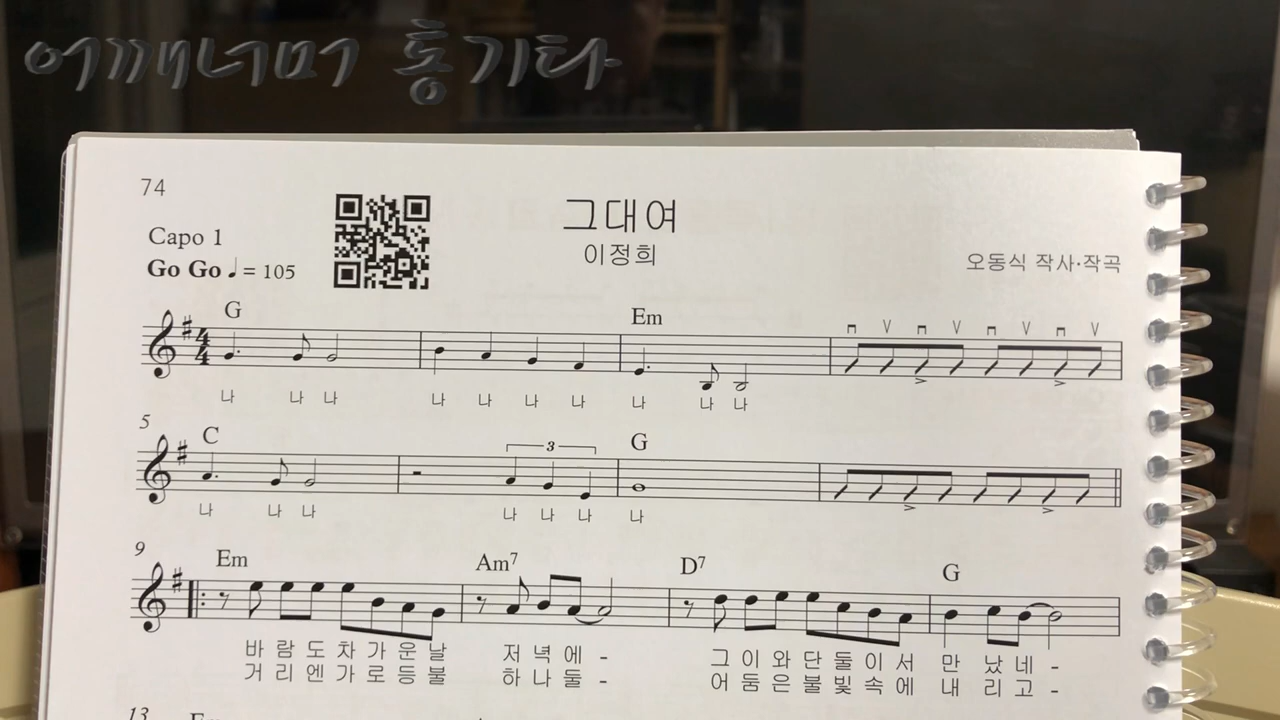 어깨너머 통기타
74
그대여
이정희
Capo 1
Go Go ♩= 105
오동식 작사·작곡
G Em
나 나 나 나 나 나 나 나 나 나
5
C 3 G
나 나 나 나 나 나 나
9
Em Am7 D7 G
바 람 도 차 가 운 날 저 녁 에 - 그 이 와 단 둘 이 서 만 났 네 -
거 리 엔 가 로 등 불 하 나 둘 - 어 둠 은 불 빛 속 에 내 리 고 -
13 Em